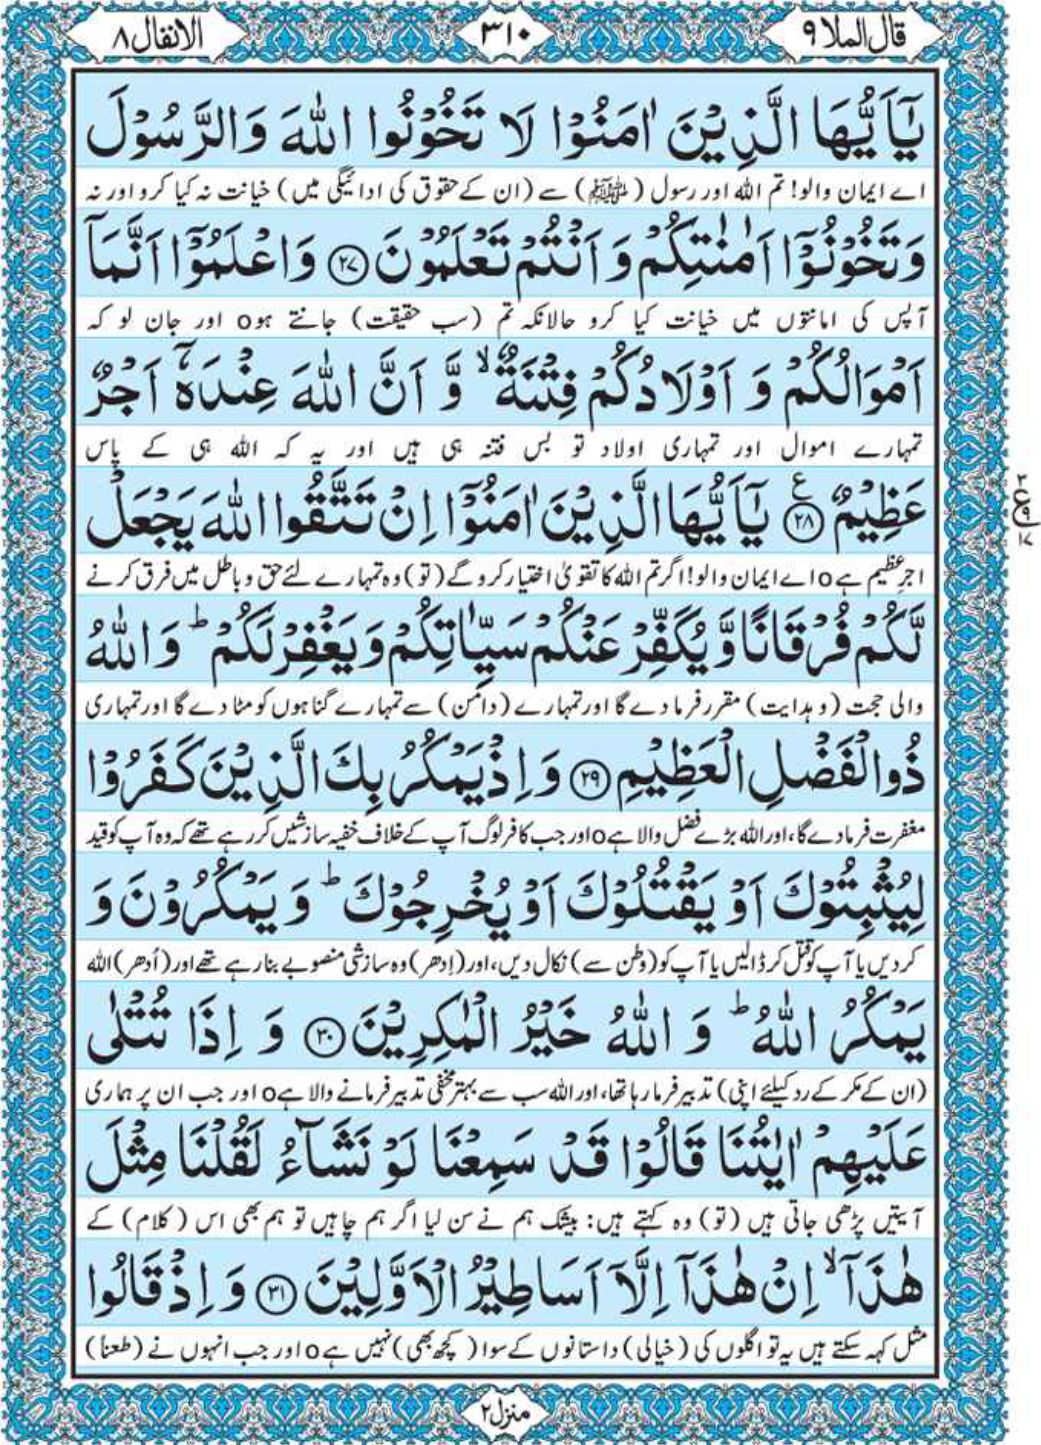 قال الملا ٩
٣١٠
الانفال ٨
يٰۤاَيُّهَا الَّذِيْنَ اٰمَنُوْا لَا تَخُوْنُوا اللّٰهَ وَالرَّسُوْلَ
اے ایمان والو! تم اللہ اور رسول (ﷺ) سے (ان کے حقوق کی ادائیگی میں) خیانت نہ کیا کرو اور نہ
وَتَخُوْنُوْۤا اَمٰنٰتِكُمْ وَ اَنْتُمْ تَعْلَمُوْنَ ﴿٢٧﴾ وَاعْلَمُوْۤا اَنَّمَاۤ
آپس کی امانتوں میں خیانت کیا کرو حالانکہ تم (سب حقیقت) جانتے ہوo اور جان لو کہ
اَمْوَالُكُمْ وَ اَوْلَادُكُمْ فِتْنَةٌ ۙ وَّ اَنَّ اللّٰهَ عِنْدَهٗۤ اَجْرٌ
تمہارے اموال اور تمہاری اولاد تو بس فتنہ ہی ہیں اور یہ کہ اللہ ہی کے پاس
عَظِيْمٌ ﴿٢٨﴾ ع يٰۤاَيُّهَا الَّذِيْنَ اٰمَنُوْۤا اِنْ تَتَّقُوا اللّٰهَ يَجْعَلْ
اجرِعظیم ہےo اے ایمان والو! اگر تم اللہ کا تقویٰ اختیار کرو گے (تو) وہ تمہارے لئے حق و باطل میں فرق کرنے
لَّكُمْ فُرْقَانًا وَّ يُكَفِّرْ عَنْكُمْ سَيِّاٰتِكُمْ وَ يَغْفِرْ لَكُمْ ؕ وَ اللّٰهُ
والی حجت (و ہدایت) مقرر فرما دے گا اور تمہارے (دامن) سے تمہارے گناہوں کو مٹا دے گا اور تمہاری
ذُو الْفَضْلِ الْعَظِيْمِ ﴿٢٩﴾ وَ اِذْ يَمْكُرُ بِكَ الَّذِيْنَ كَفَرُوْا
مغفرت فرما دے گا، اور اللہ بڑے فضل والا ہےo اور جب کافر لوگ آپ کے خلاف خفیہ سازشیں کر رہے تھے کہ وہ آپ کو قید
لِيُثْبِتُوْكَ اَوْ يَقْتُلُوْكَ اَوْ يُخْرِجُوْكَ ؕ وَ يَمْكُرُوْنَ وَ
کر دیں یا آپ کو قتل کر ڈالیں یا آپ کو (وطن سے) نکال دیں، اور (اِدھر) وہ سازشی منصوبے بنا رہے تھے اور (اُدھر) اللہ
يَمْكُرُ اللّٰهُ ؕ وَ اللّٰهُ خَيْرُ الْمٰكِرِيْنَ ﴿٣٠﴾ وَ اِذَا تُتْلٰى
(ان کے مکر کے رد کیلئے اپنی) تدبیر فرما رہا تھا، اور اللہ سب سے بہتر مخفی تدبیر فرمانے والا ہےo اور جب ان پر ہماری
عَلَيْهِمْ اٰيٰتُنَا قَالُوْا قَدْ سَمِعْنَا لَوْ نَشَآءُ لَقُلْنَا مِثْلَ
آیتیں پڑھی جاتی ہیں (تو) وہ کہتے ہیں: بیشک ہم نے سن لیا اگر ہم چاہیں تو ہم بھی اس (کلام) کے
هٰذَاۤ ۙ اِنْ هٰذَاۤ اِلَّاۤ اَسَاطِيْرُ الْاَوَّلِيْنَ ﴿٣١﴾ وَ اِذْ قَالُوا
مثل کہہ سکتے ہیں یہ تو اگلوں کی (خیالی) داستانوں کے سوا (کچھ بھی) نہیں ہےo اور جب انہوں نے (طعناً)
منزل ٢